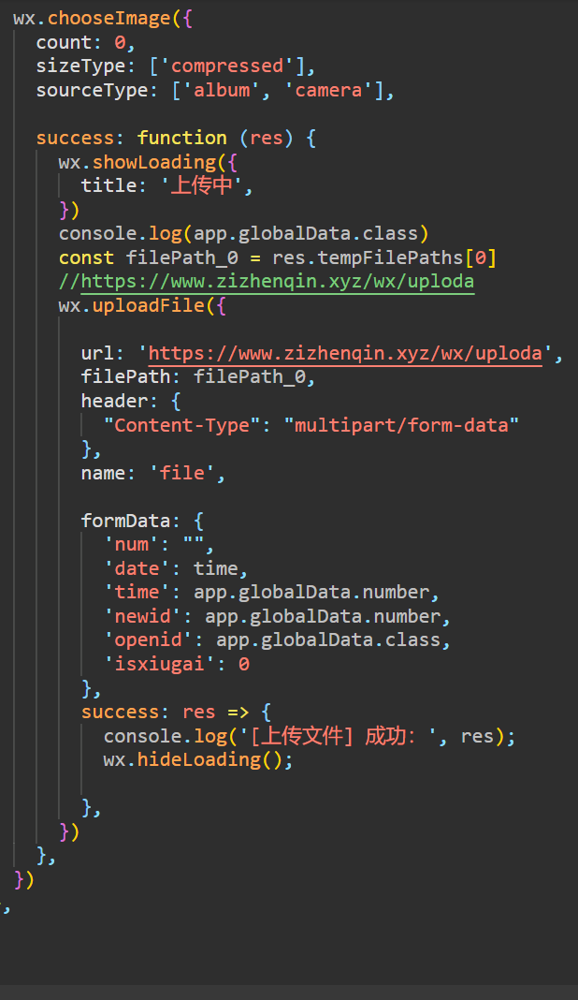 wx.chooseImage({
count: 0,
sizeType: ['compressed'],
sourceType: ['album', 'camera'],
success: function (res) {
wx.showLoading({
title: '上传中',
})
console.log(app.globalData.class)
const filePath_0 = res.tempFilePaths[0]
//https://www.zizhenqin.xyz/wx/uploda
wx.uploadFile({
url: 'https://www.zizhenqin.xyz/wx/uploda',
filePath: filePath_0,
header: {
"Content-Type": "multipart/form-data"
},
name: 'file',
formData: {
'num': "",
'date': time,
'time': app.globalData.number,
'newid': app.globalData.number,
'openid': app.globalData.class,
'isxiugai': 0
},
success: res => {
console.log('[上传文件] 成功：', res);
wx.hideLoading();
},
})
},
})
,